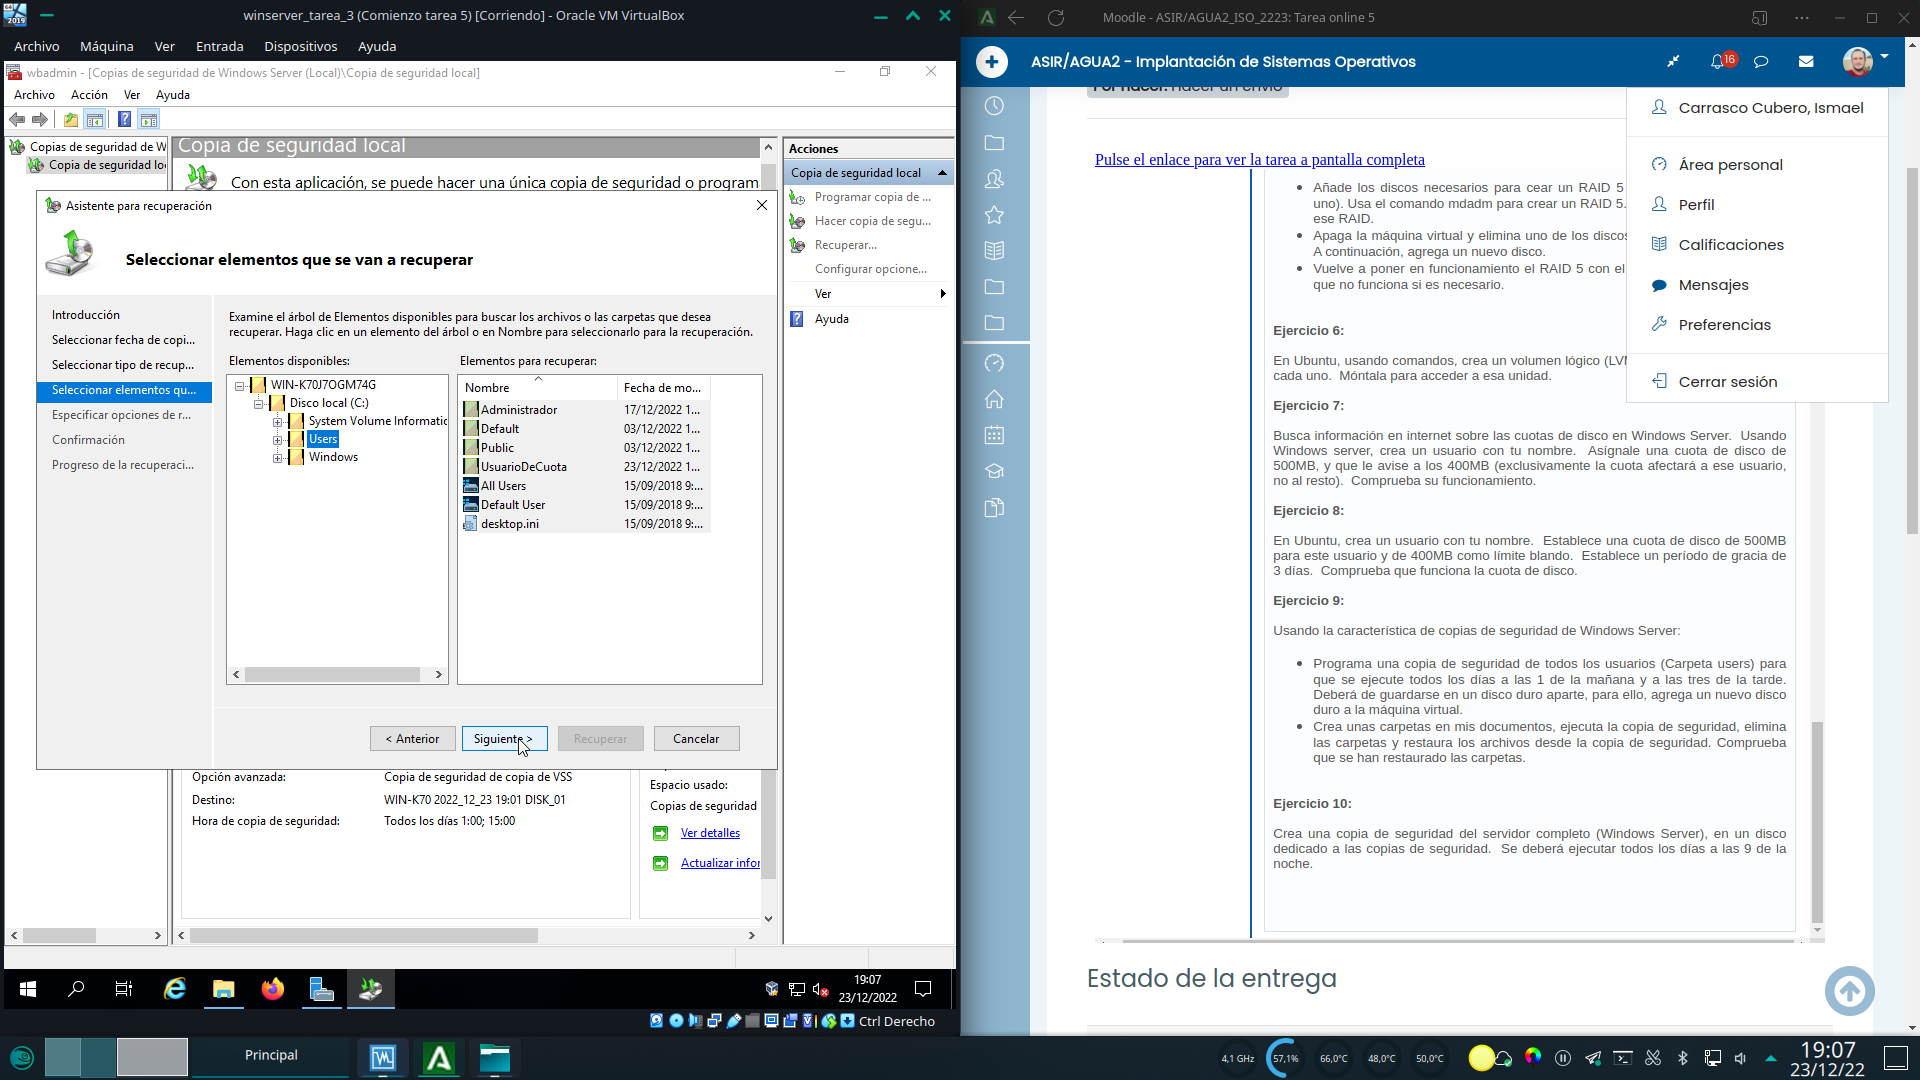 winserver_tarea_3 (Comienzo tarea 5) [Corriendo] - Oracle VM VirtualBox
Archivo Máquina Ver Entrada Dispositivos Ayuda
wbadmin - [Copias de seguridad de Windows Server (Local)\Copia de seguridad local]
Archivo Acción Ver Ayuda
Copias de seguridad de W
Copia de seguridad lo
Copia de seguridad local
Con esta aplicación, se puede hacer una única copia de seguridad o program
Acciones
Copia de seguridad local
Programar copia de ...
Hacer copia de segu...
Recuperar...
Configurar opcione...
Ver
Ayuda
Asistente para recuperación
Seleccionar elementos que se van a recuperar
Introducción
Seleccionar fecha de copi...
Seleccionar tipo de recup...
Seleccionar elementos qu...
Especificar opciones de r...
Confirmación
Progreso de la recuperaci...
Examine el árbol de Elementos disponibles para buscar los archivos o las carpetas que desea
recuperar. Haga clic en un elemento del árbol o en Nombre para seleccionarlo para la recuperación.
Elementos disponibles:
WIN-K70J7OGM74G
Disco local (C:)
System Volume Informatic
Users
Windows
Elementos para recuperar:
Nombre Fecha de mo...
Administrador 17/12/2022 1...
Default 03/12/2022 1...
Public 03/12/2022 1...
UsuarioDeCuota 23/12/2022 1...
All Users 15/09/2018 9:...
Default User 15/09/2018 9:...
desktop.ini 15/09/2018 9:...
< Anterior Siguiente > Recuperar Cancelar
Opción avanzada: Copia de seguridad de copia de VSS
Destino: WIN-K70 2022_12_23 19:01 DISK_01
Hora de copia de seguridad: Todos los días 1:00; 15:00
Espacio usado:
Copias de seguridad
Ver detalles
Actualizar infor
19:07
23/12/2022
Ctrl Derecho
Moodle - ASIR/AGUA2_ISO_2223: Tarea online 5
ASIR/AGUA2 - Implantación de Sistemas Operativos
16
Por hacer: Hacer un envío
Carrasco Cubero, Ismael
Área personal
Perfil
Calificaciones
Mensajes
Preferencias
Cerrar sesión
Pulse el enlace para ver la tarea a pantalla completa
Añade los discos necesarios para cear un RAID 5
uno). Usa el comando mdadm para crear un RAID 5.
ese RAID.
Apaga la máquina virtual y elimina uno de los discos
A continuación, agrega un nuevo disco.
Vuelve a poner en funcionamiento el RAID 5 con el
que no funciona si es necesario.
Ejercicio 6:
En Ubuntu, usando comandos, crea un volumen lógico (LVM
cada uno. Móntala para acceder a esa unidad.
Ejercicio 7:
Busca información en internet sobre las cuotas de disco en Windows Server. Usando
Windows server, crea un usuario con tu nombre. Asígnale una cuota de disco de
500MB, y que le avise a los 400MB (exclusivamente la cuota afectará a ese usuario,
no al resto). Comprueba su funcionamiento.
Ejercicio 8:
En Ubuntu, crea un usuario con tu nombre. Establece una cuota de disco de 500MB
para este usuario y de 400MB como límite blando. Establece un período de gracia de
3 días. Comprueba que funciona la cuota de disco.
Ejercicio 9:
Usando la característica de copias de seguridad de Windows Server:
Programa una copia de seguridad de todos los usuarios (Carpeta users) para
que se ejecute todos los días a las 1 de la mañana y a las tres de la tarde.
Deberá de guardarse en un disco duro aparte, para ello, agrega un nuevo disco
duro a la máquina virtual.
Crea unas carpetas en mis documentos, ejecuta la copia de seguridad, elimina
las carpetas y restaura los archivos desde la copia de seguridad. Comprueba
que se han restaurado las carpetas.
Ejercicio 10:
Crea una copia de seguridad del servidor completo (Windows Server), en un disco
dedicado a las copias de seguridad. Se deberá ejecutar todos los días a las 9 de la
noche.
Estado de la entrega
Principal
4,1 GHz 57,1% 66,0°C 48,0°C 50,0°C
19:07
23/12/22